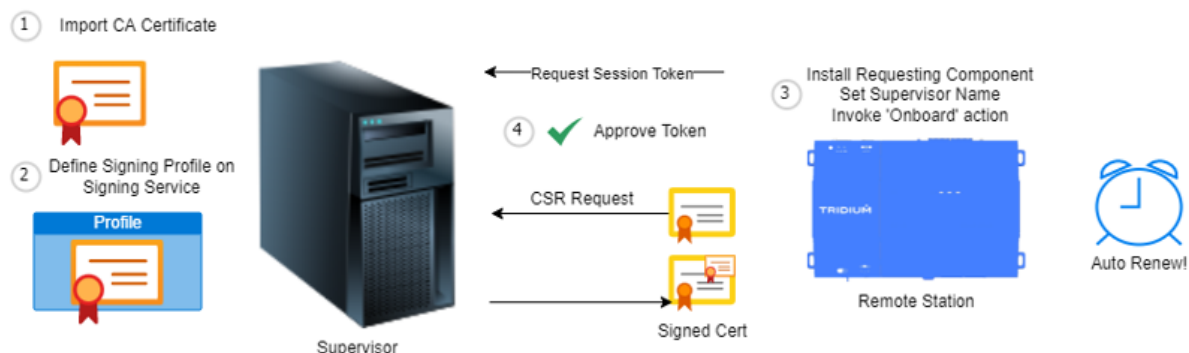 1 Import CA Certificate
2 Define Signing Profile on
Signing Service
Profile
Supervisor
Request Session Token
4 Approve Token
CSR Request
Signed Cert
3 Install Requesting Component
Set Supervisor Name
Invoke 'Onboard' action
TRIDIUM
Remote Station
Auto Renew!